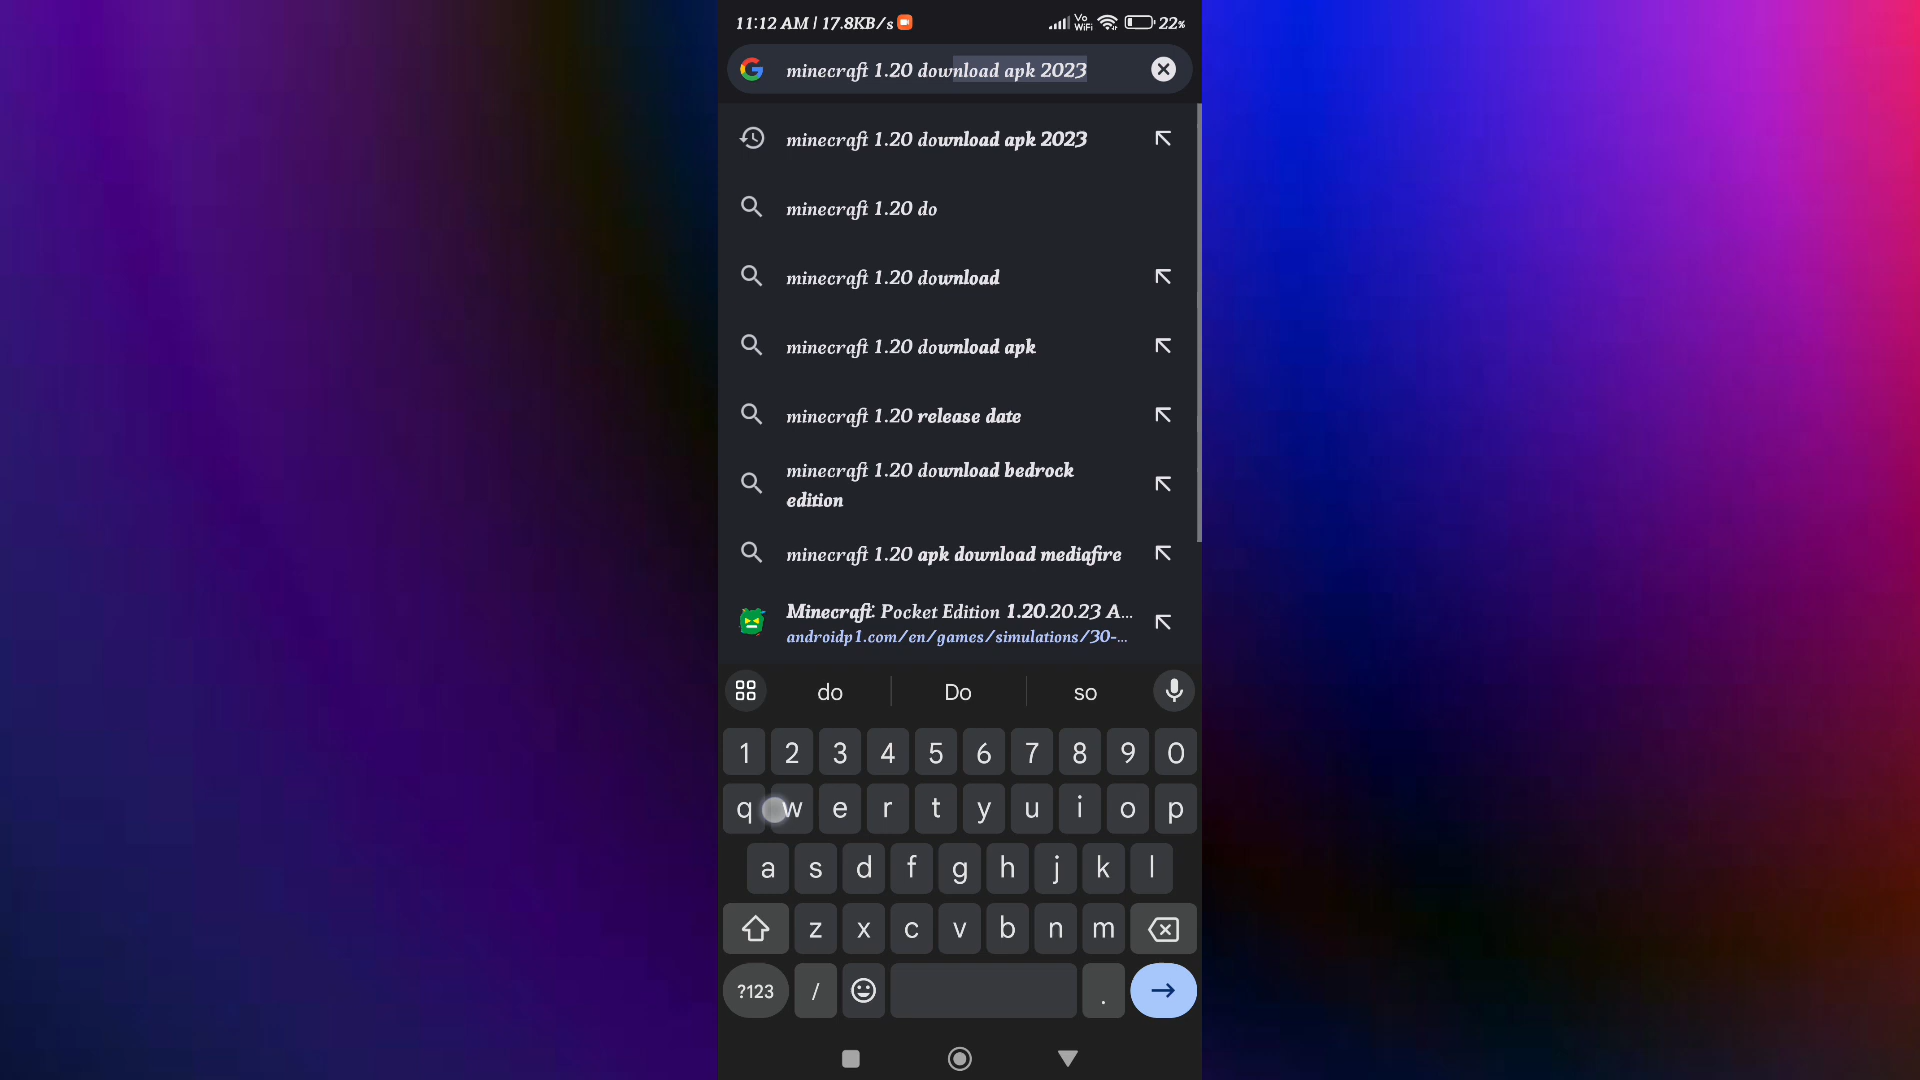 11:12 AM | 17.8KB/s Vo WiFi 22%
minecraft 1.20 download apk 2023
minecraft 1.20 download apk 2023
minecraft 1.20 do
minecraft 1.20 download
minecraft 1.20 download apk
minecraft 1.20 release date
minecraft 1.20 download bedrock
edition
minecraft 1.20 apk download mediafire
Minecraft: Pocket Edition 1.20.20.23 A...
androidp1.com/en/games/simulations/30-...
do Do so
1 2 3 4 5 6 7 8 9 0
q w e r t y u i o p
a s d f g h j k l
z x c v b n m
?123 / .